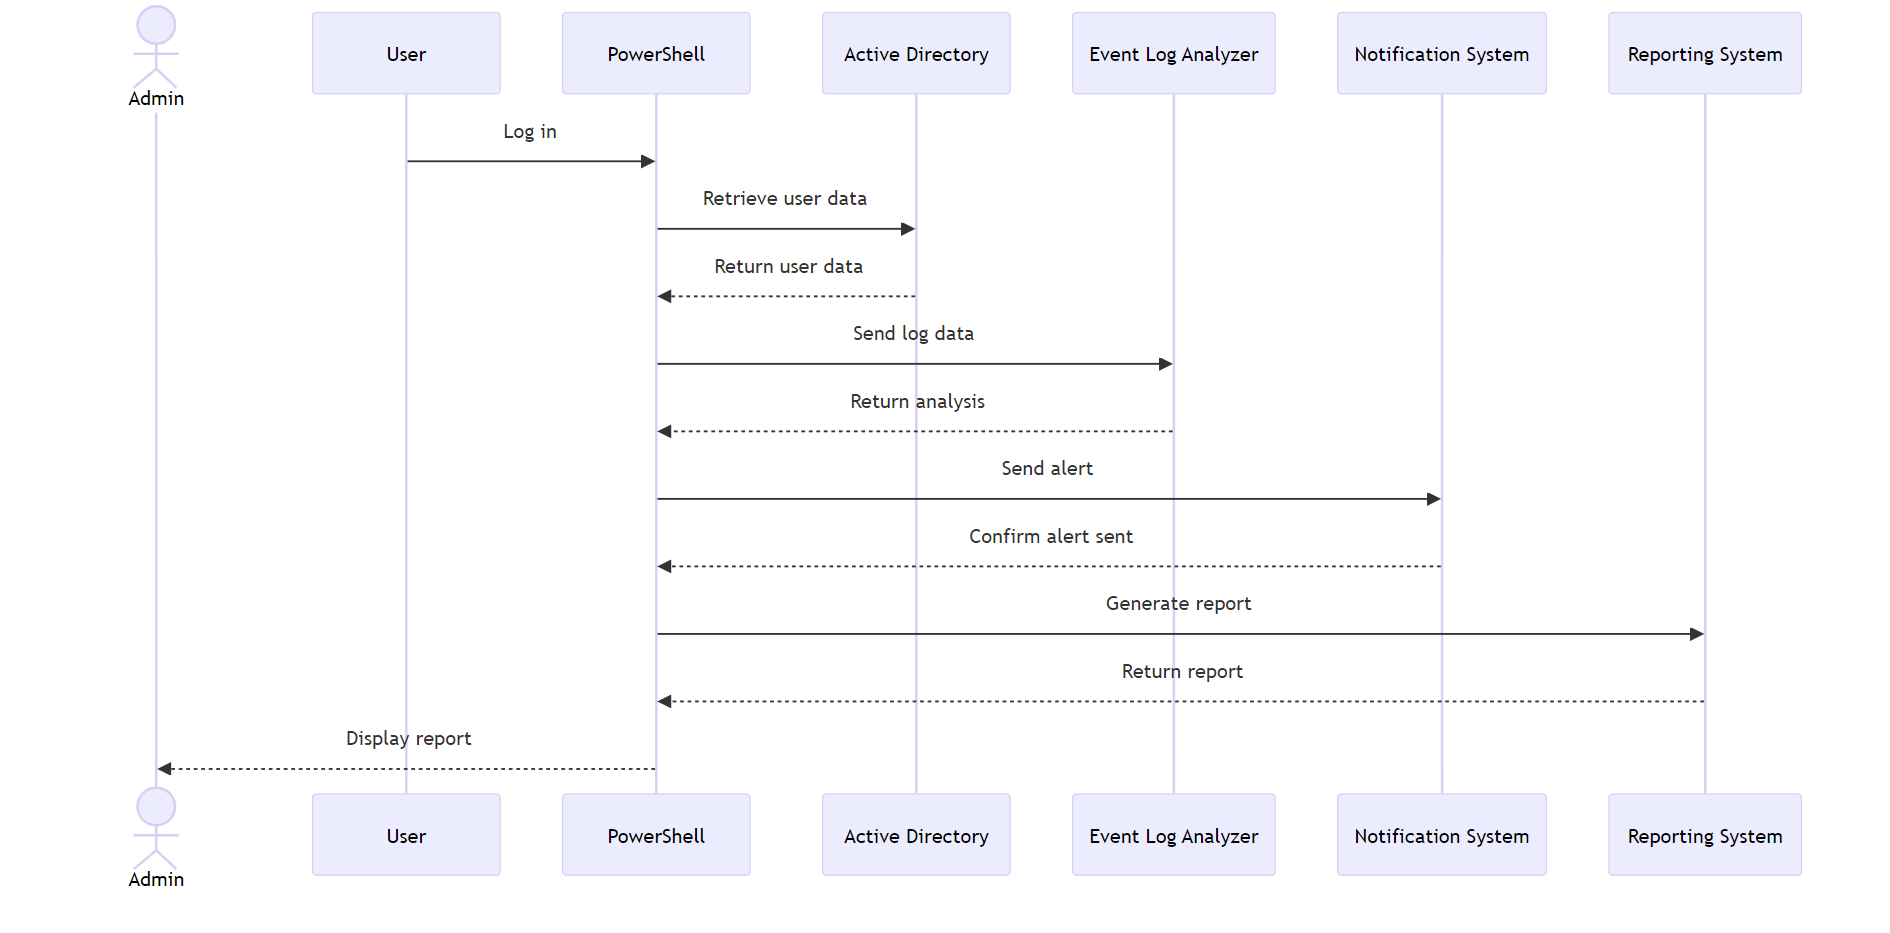 Admin
User
PowerShell
Active Directory
Event Log Analyzer
Notification System
Reporting System
Log in
Retrieve user data
Return user data
Send log data
Return analysis
Send alert
Confirm alert sent
Generate report
Return report
Display report
User
PowerShell
Active Directory
Event Log Analyzer
Notification System
Reporting System
Admin